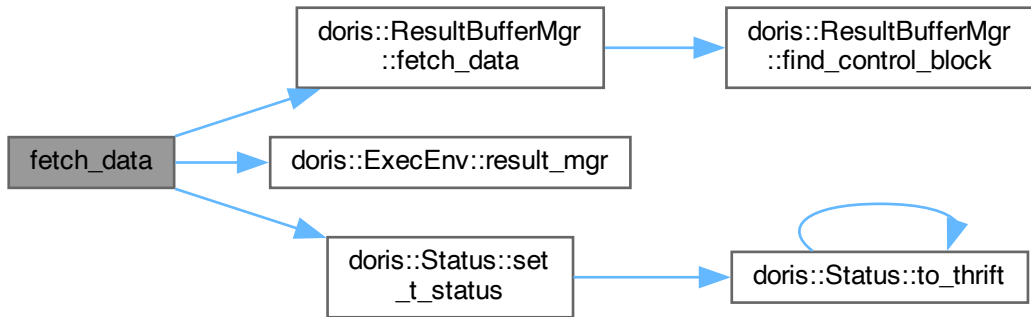 doris::ResultBufferMgr
::fetch_data
doris::ResultBufferMgr
::find_control_block
fetch_data
doris::ExecEnv::result_mgr
doris::Status::set
_t_status
doris::Status::to_thrift